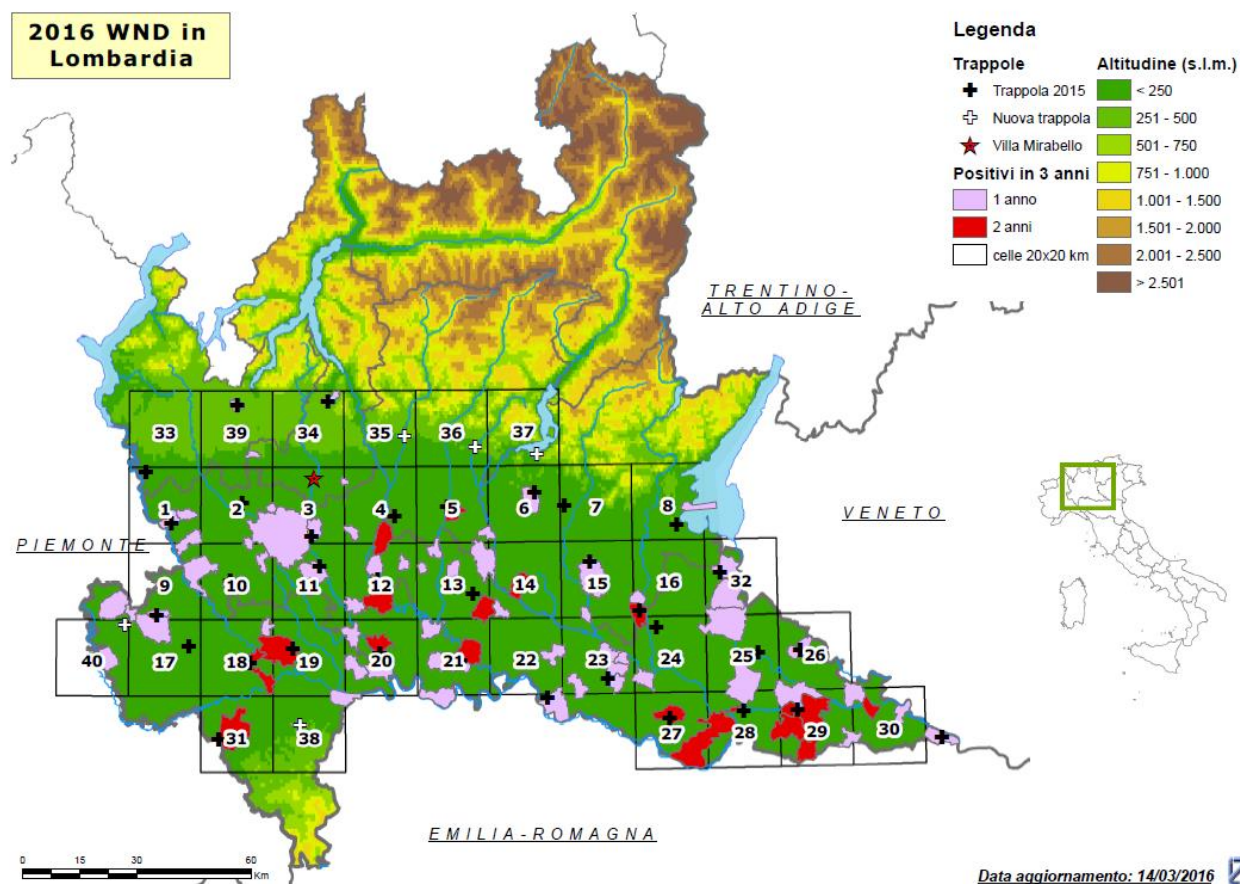 2016 WND in
Lombardia
Legenda
Trappole
Trappola 2015
Nuova trappola
Villa Mirabello
Positivi in 3 anni
1 anno
2 anni
celle 20x20 km
Altitudine (s.l.m.)
< 250
251 - 500
501 - 750
751 - 1.000
1.001 - 1.500
1.501 - 2.000
2.001 - 2.500
> 2.501
TRENTINO-
ALTO ADIGE
33 39 34 35 36 37
1 2 3 4 5 6 7 8
VENETO
PIEMONTE
9 10 11 12 13 14 15 16 32
40 17 18 19 20 21 22 23 24 25 26
31 38 27 28 29 30
EMILIA-ROMAGNA
0 15 30 60
Km
Data aggiornamento: 14/03/2016